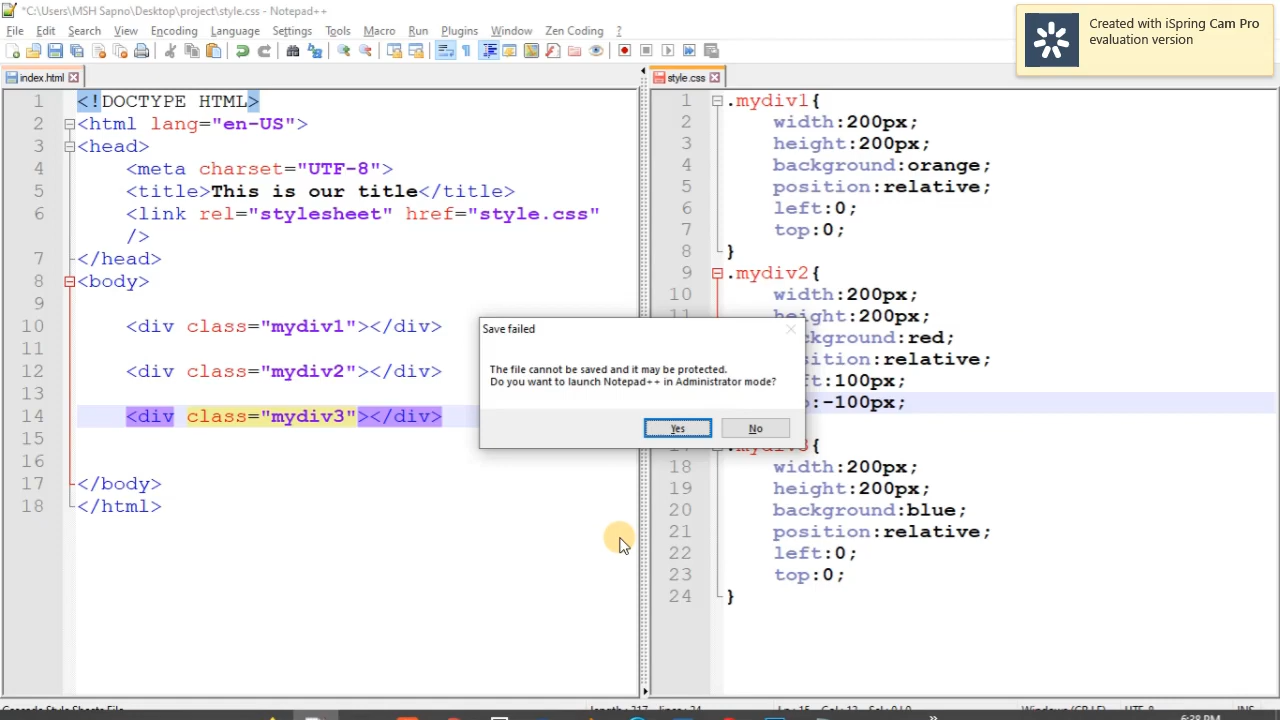 *C:\Users\MSH Sapno\Desktop\project\style.css - Notepad++
File Edit Search View Encoding Language Settings Tools Macro Run Plugins Window Zen Coding ?
Created with iSpring Cam Pro
evaluation version
index.html
style.css
1 <!DOCTYPE HTML>
2 <html lang="en-US">
3 <head>
4 <meta charset="UTF-8">
5 <title>This is our title</title>
6 <link rel="stylesheet" href="style.css"
/>
7 </head>
8 <body>
9
10 <div class="mydiv1"></div>
11
12 <div class="mydiv2"></div>
13
14 <div class="mydiv3"></div>
15
16
17 </body>
18 </html>
1 .mydiv1{
2 width:200px;
3 height:200px;
4 background:orange;
5 position:relative;
6 left:0;
7 top:0;
8 }
9 .mydiv2{
10 width:200px;
11 height:200px;
background:red;
:relative;
:100px;
:-100px;
18 width:200px;
19 height:200px;
20 background:blue;
21 position:relative;
22 left:0;
23 top:0;
24 }
Save failed
The file cannot be saved and it may be protected.
Do you want to launch Notepad++ in Administrator mode?
Yes No